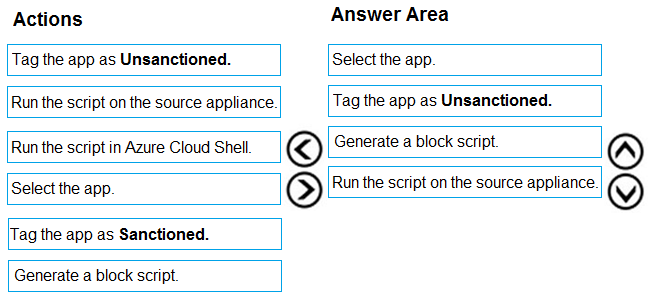 Actions
Tag the app as Unsanctioned.
Run the script on the source appliance.
Run the script in Azure Cloud Shell.
Select the app.
Tag the app as Sanctioned.
Generate a block script.
Answer Area
Select the app.
Tag the app as Unsanctioned.
Generate a block script.
Run the script on the source appliance.